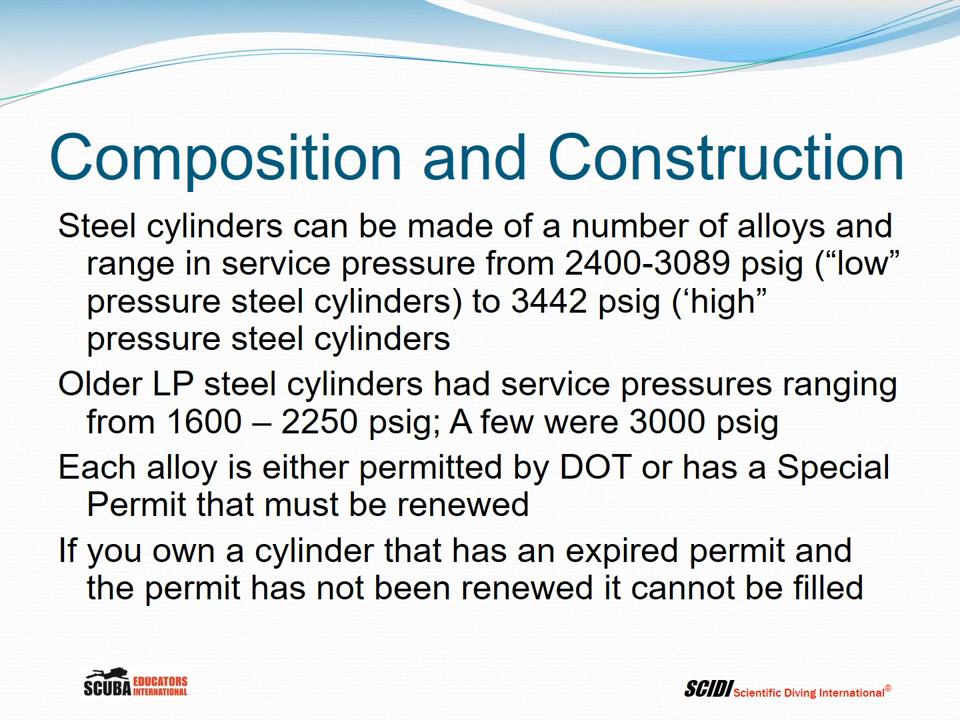 Composition and Construction
Steel cylinders can be made of a number of alloys and
range in service pressure from 2400-3089 psig (“low”
pressure steel cylinders) to 3442 psig (‘high”
pressure steel cylinders
Older LP steel cylinders had service pressures ranging
from 1600 – 2250 psig; A few were 3000 psig
Each alloy is either permitted by DOT or has a Special
Permit that must be renewed
If you own a cylinder that has an expired permit and
the permit has not been renewed it cannot be filled
SCUBA EDUCATORS INTERNATIONAL
SCIDI Scientific Diving International®